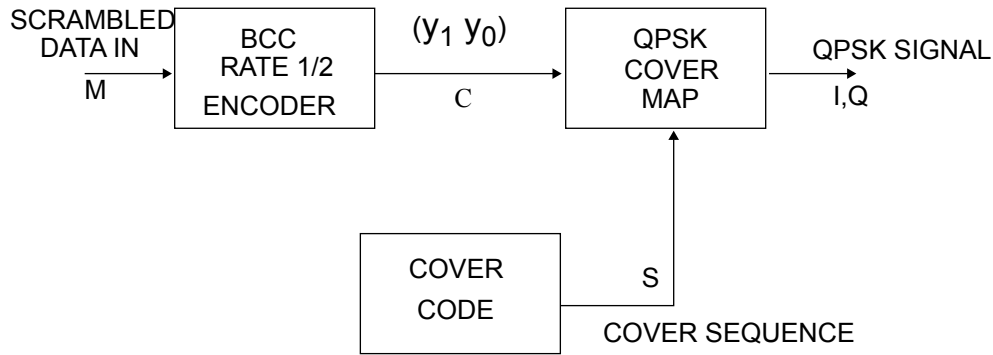 SCRAMBLED
DATA IN
M
BCC
RATE 1/2
ENCODER
(y1 y0)
C
QPSK
COVER
MAP
QPSK SIGNAL
I,Q
COVER
CODE
S
COVER SEQUENCE